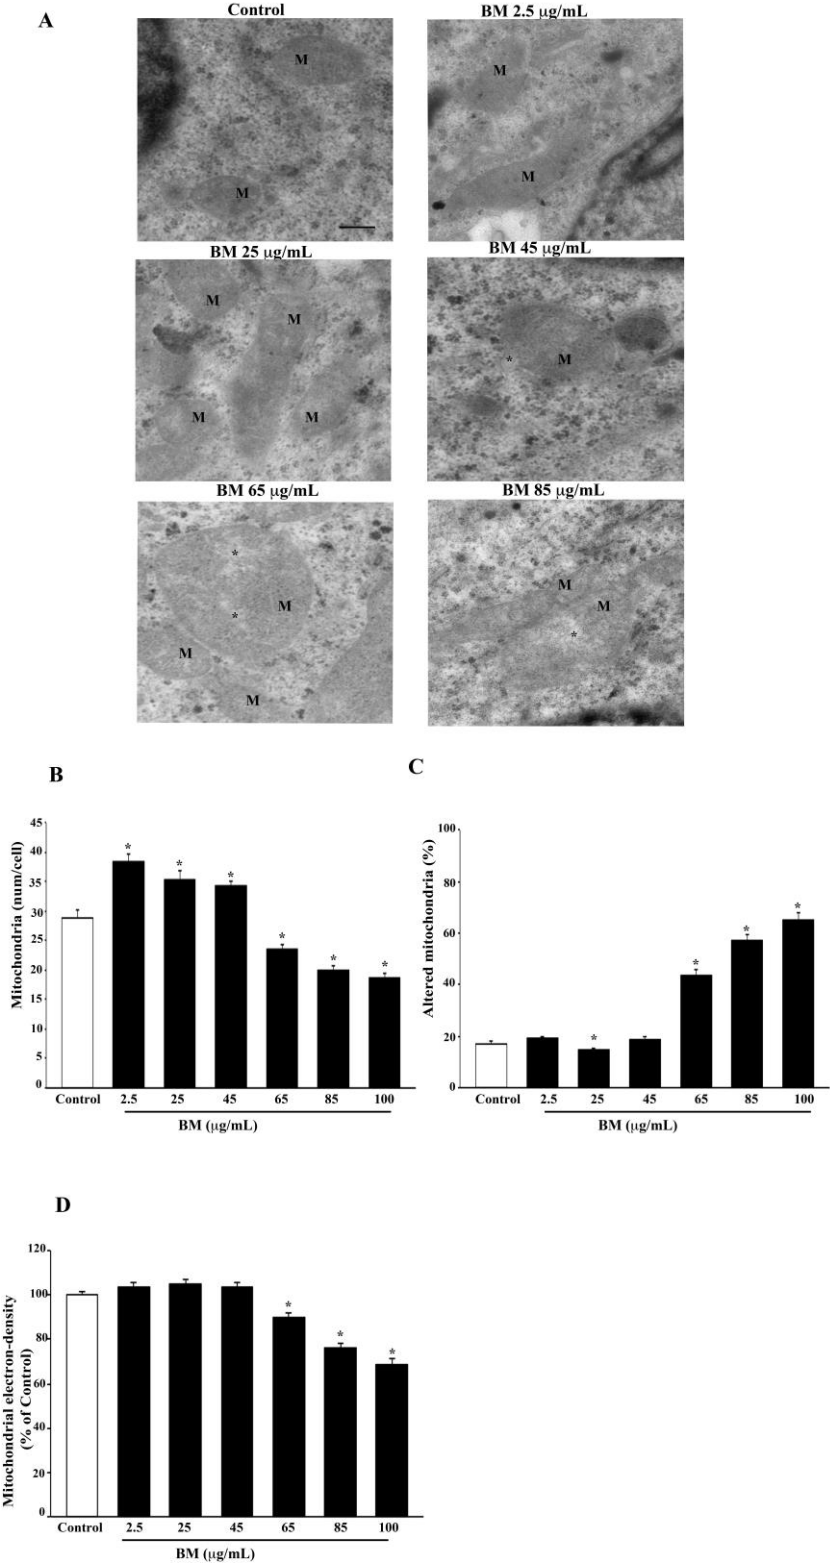 A
Control
BM 2.5 µg/mL
M
M
M
M
BM 25 µg/mL
BM 45 µg/mL
M
M
M
M
*
M
BM 65 µg/mL
BM 85 µg/mL
*
*
M
M
M
M
M
*
B
Mitochondria (num/cell)
45
40
35
30
25
20
15
10
5
0
* * * * * *
Control 2.5 25 45 65 85 100
BM (µg/mL)
C
Altered mitochondria (%)
100
80
60
40
20
0
* * * *
Control 2.5 25 45 65 85 100
BM (µg/mL)
D
Mitochondrial electron-density
(% of Control)
120
100
80
60
40
20
0
* * *
Control 2.5 25 45 65 85 100
BM (µg/mL)